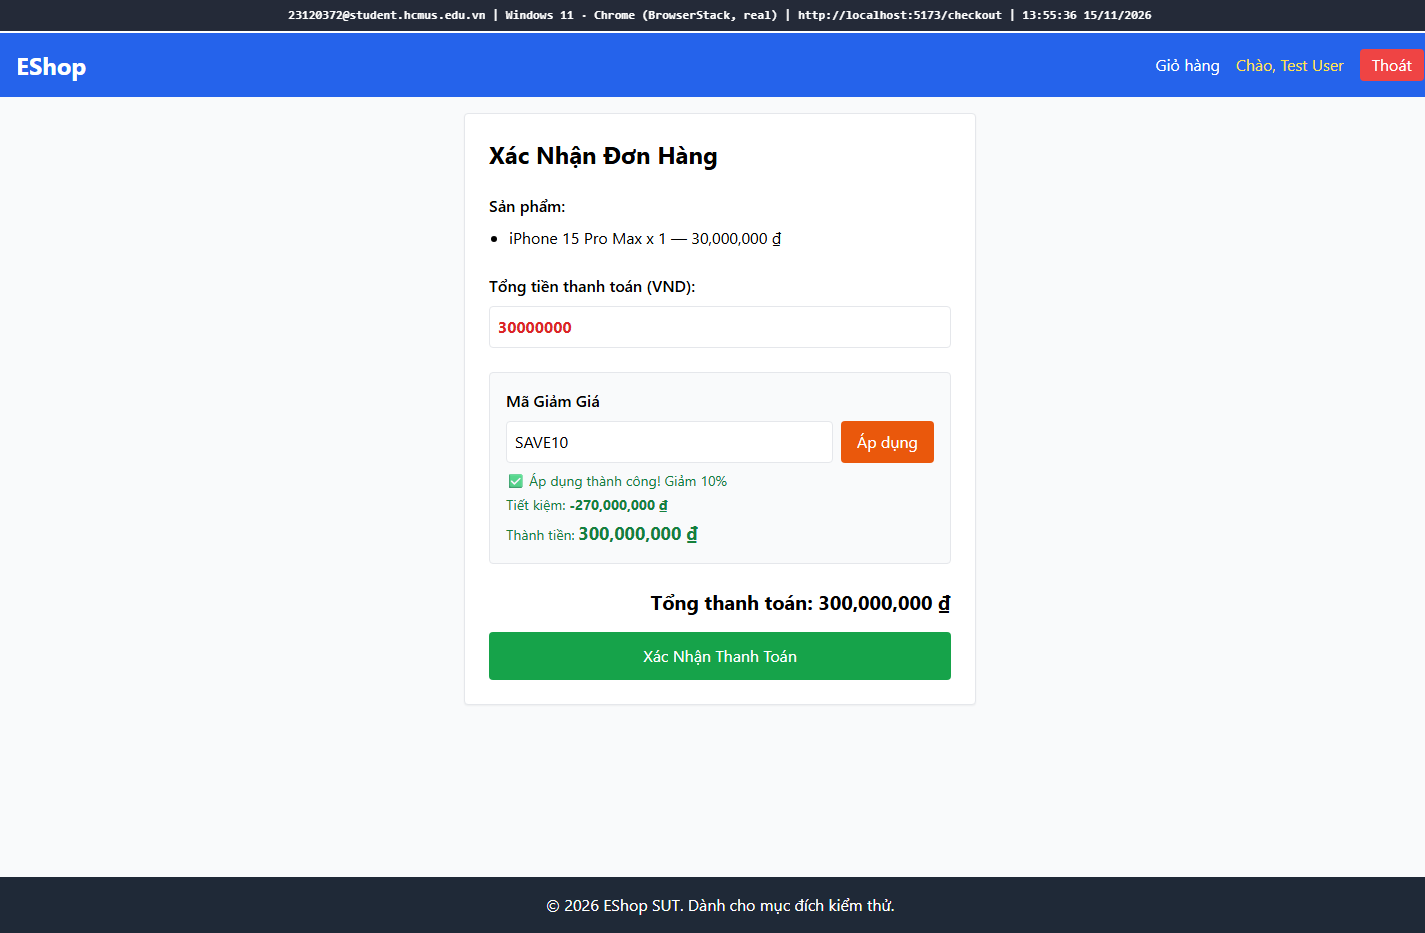 23120372@student.hcmus.edu.vn | Windows 11 - Chrome (BrowserStack, real) | http://localhost:5173/checkout | 13:55:36 15/11/2026
EShop
Giỏ hàng
Chào, Test User
Thoát
Xác Nhận Đơn Hàng
Sản phẩm:
• iPhone 15 Pro Max x 1 — 30,000,000 ₫
Tổng tiền thanh toán (VND):
30000000
Mã Giảm Giá
SAVE10
Áp dụng
✅ Áp dụng thành công! Giảm 10%
Tiết kiệm: -270,000,000 ₫
Thành tiền: 300,000,000 ₫
Tổng thanh toán: 300,000,000 ₫
Xác Nhận Thanh Toán
© 2026 EShop SUT. Dành cho mục đích kiểm thử.